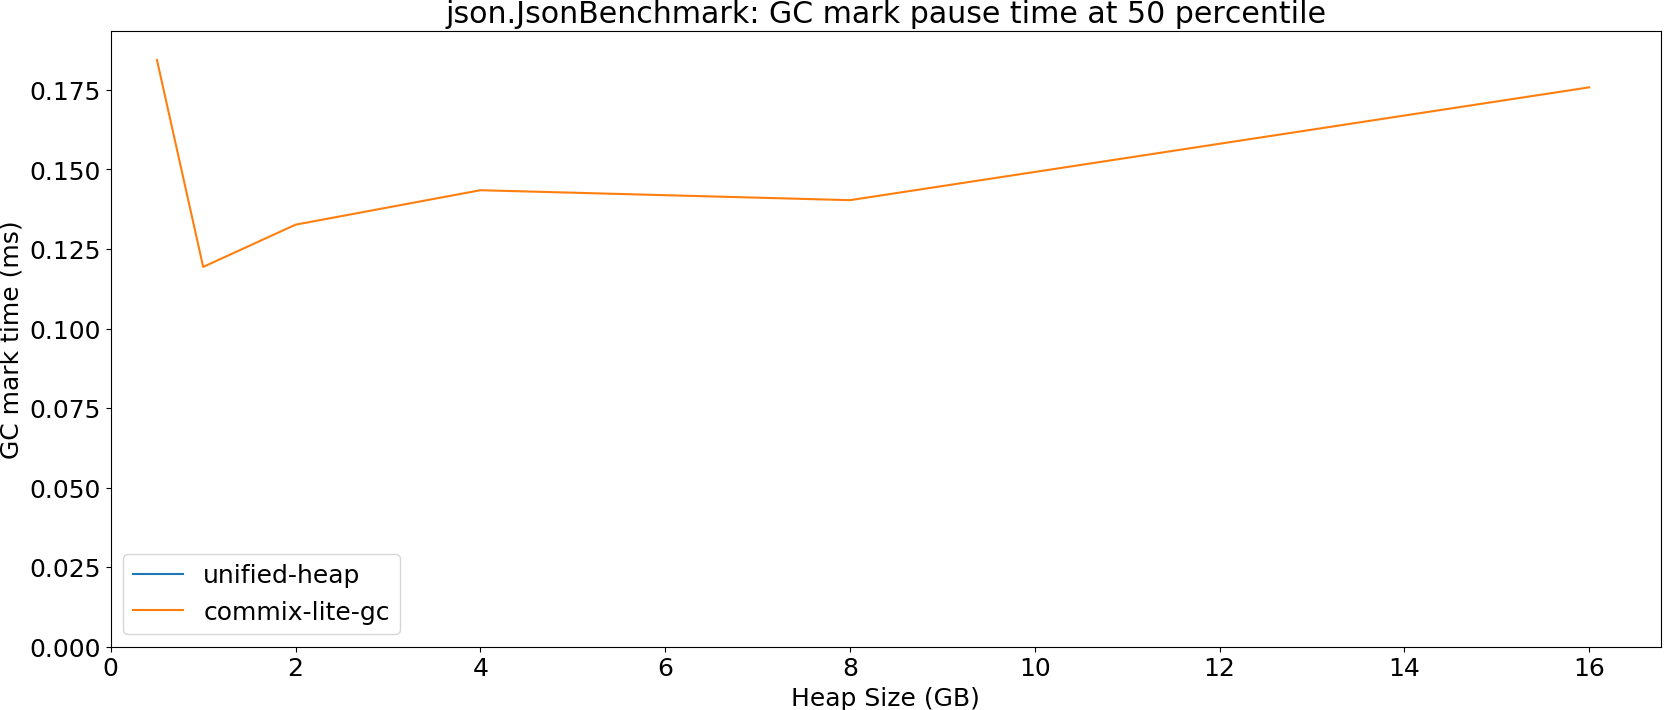 json.JsonBenchmark: GC mark pause time at 50 percentile
GC mark time (ms)
0.175
0.150
0.125
0.100
0.075
0.050
0.025
0.000
unified-heap
commix-lite-gc
0 2 4 6 8 10 12 14 16
Heap Size (GB)